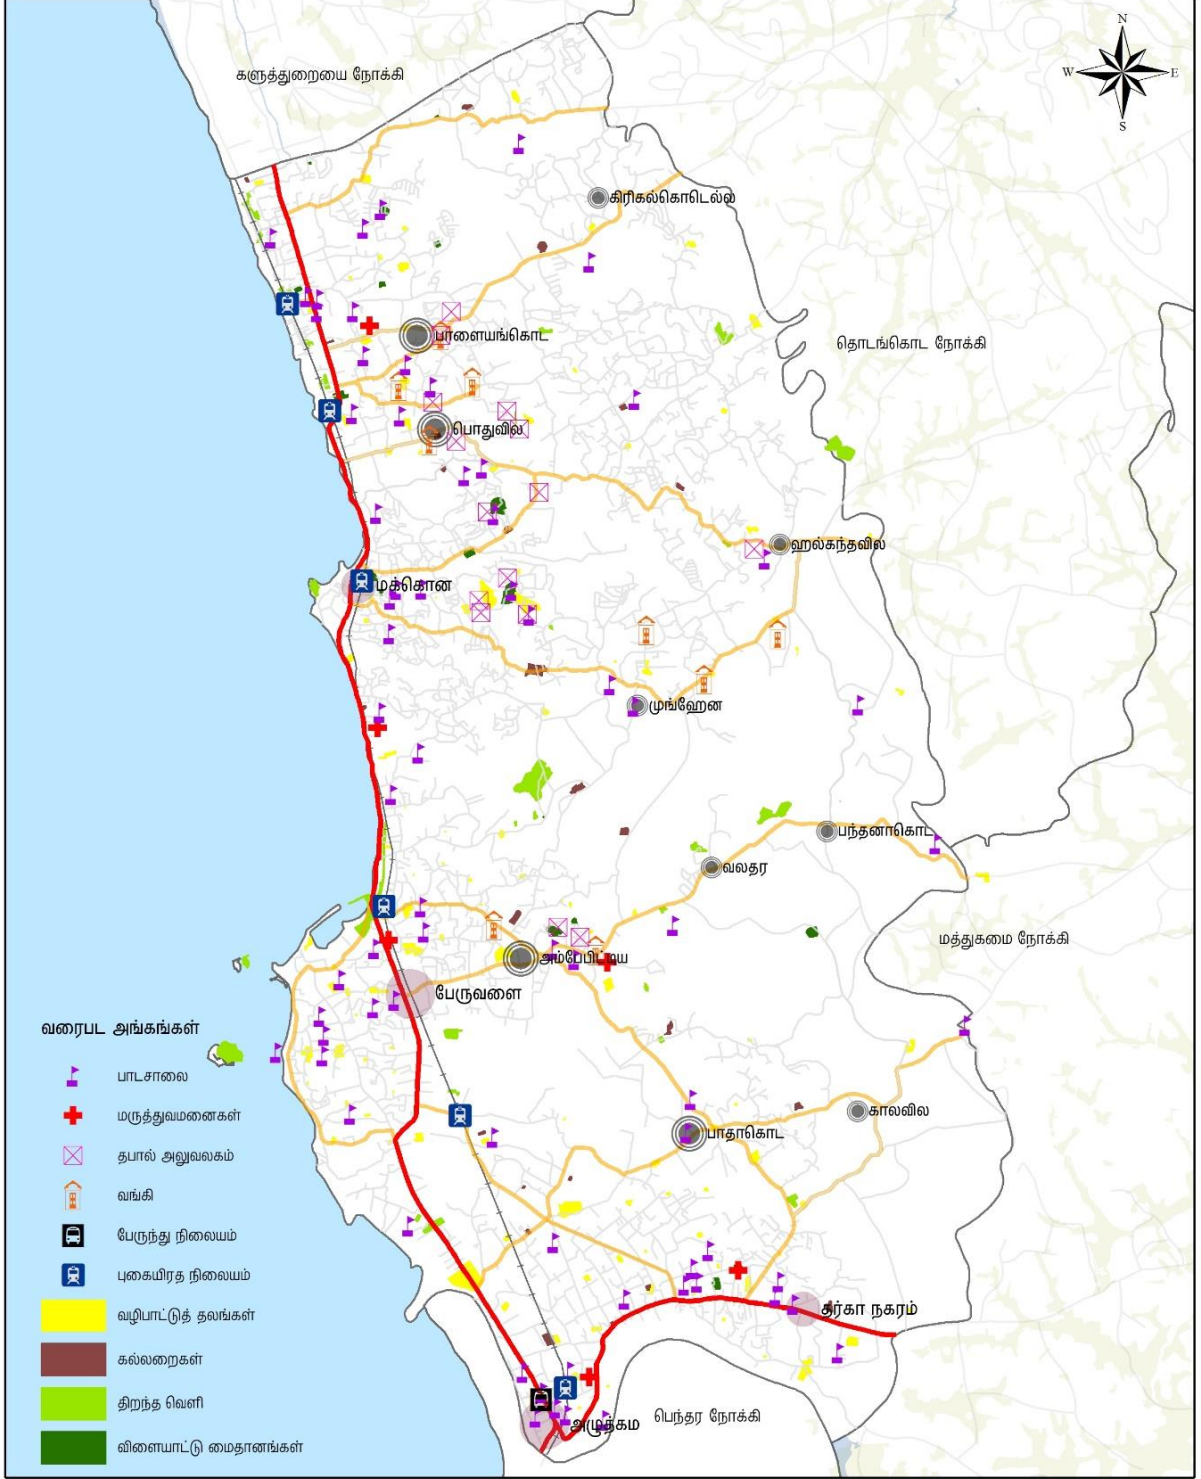 N
W
E
S
களுத்துறையை நோக்கி
கிரிகல்கொடெல்ல
பாளையங்கொட
தொடங்கொட நோக்கி
பொதுவில
ஹல்கந்தவில
மக்கொன
முங்ஹேன
பந்தனாகொட
வலதர
மத்துகமை நோக்கி
அம்பேபிட்டிய
பேருவளை
காலவில
பாதாகொட
தர்கா நகரம்
பெந்தர நோக்கி
அழுத்கம
வரைபட அங்கங்கள்
பாடசாலை
மருத்துவமனைகள்
தபால் அலுவலகம்
வங்கி
பேருந்து நிலையம்
புகையிரத நிலையம்
வழிபாட்டுத் தலங்கள்
கல்லறைகள்
திறந்த வெளி
விளையாட்டு மைதானங்கள்